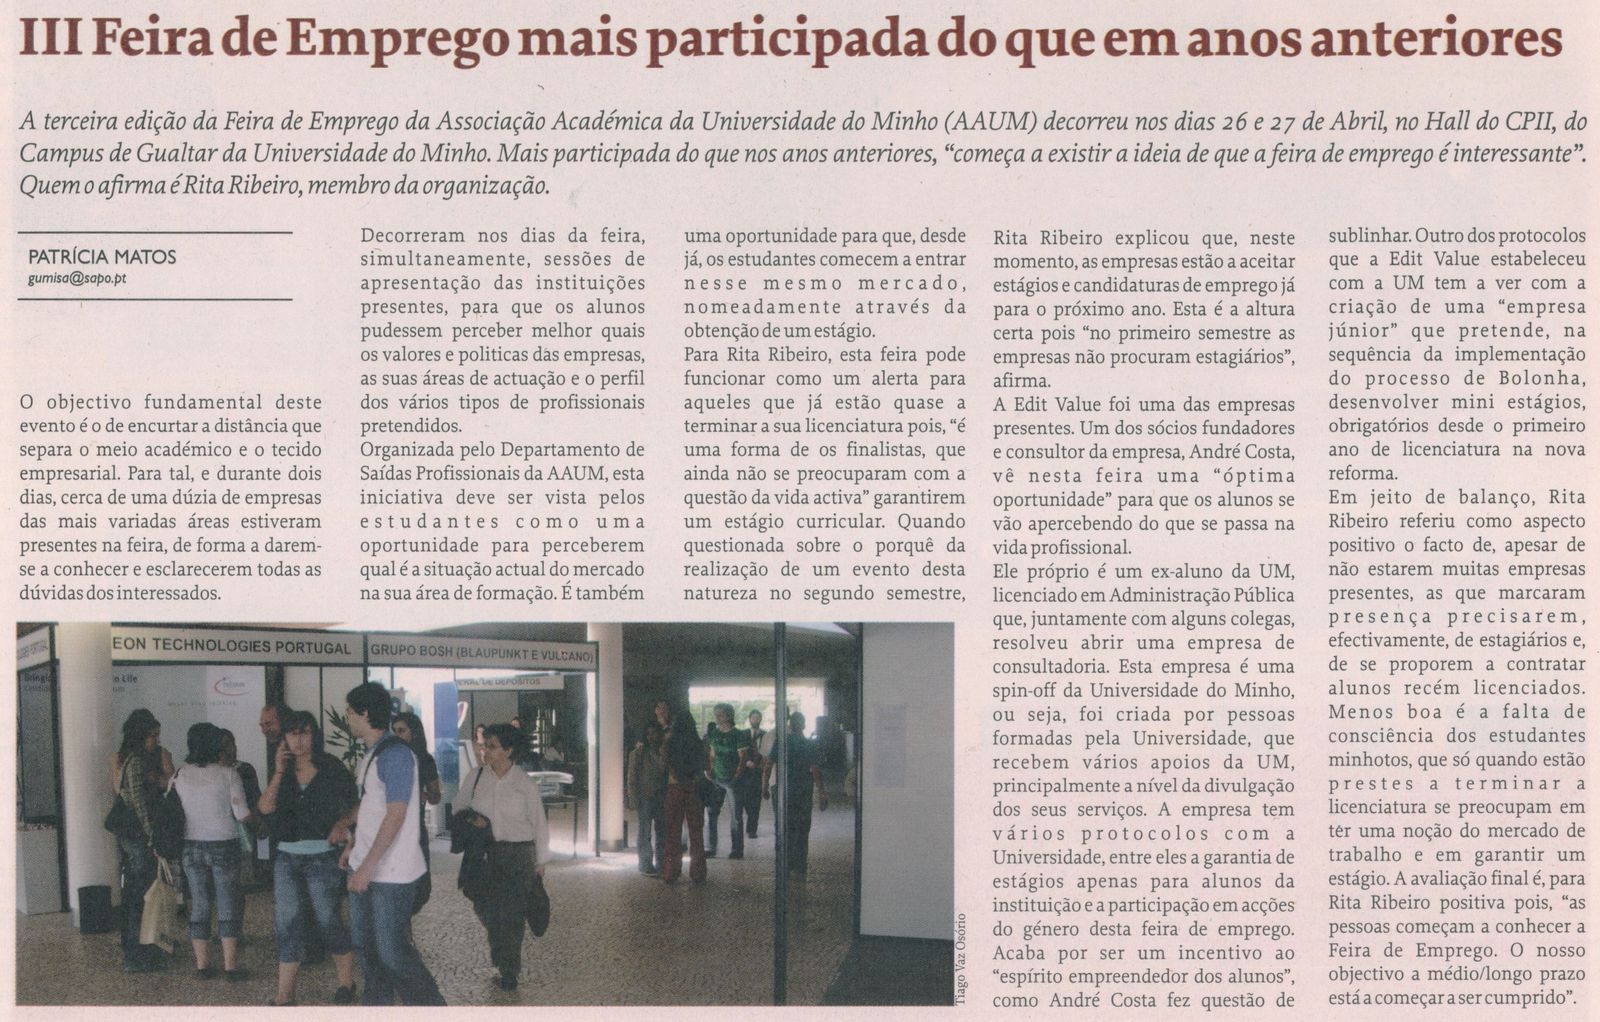 III Feira de Emprego mais participada do que em anos anteriores
A terceira edição da Feira de Emprego da Associação Académica da Universidade do Minho (AAUM) decorreu nos dias 26 e 27 de Abril, no Hall do CPII, do
Campus de Gualtar da Universidade do Minho. Mais participada do que nos anos anteriores, “começa a existir a ideia de que a feira de emprego é interessante”.
Quem o afirma é Rita Ribeiro, membro da organização.
PATRÍCIA MATOS
gumisa@sapo.pt
O objectivo fundamental deste
evento é o de encurtar a distância que
separa o meio académico e o tecido
empresarial. Para tal, e durante dois
dias, cerca de uma dúzia de empresas
das mais variadas áreas estiveram
presentes na feira, de forma a darem-
se a conhecer e esclarecerem todas as
dúvidas dos interessados.
Decorreram nos dias da feira,
simultaneamente, sessões de
apresentação das instituições
presentes, para que os alunos
pudessem perceber melhor quais
os valores e politicas das empresas,
as suas áreas de actuação e o perfil
dos vários tipos de profissionais
pretendidos.
Organizada pelo Departamento de
Saídas Profissionais da AAUM, esta
iniciativa deve ser vista pelos
estudantes como uma
oportunidade para perceberem
qual é a situação actual do mercado
na sua área de formação. É também
uma oportunidade para que, desde
já, os estudantes comecem a entrar
nesse mesmo mercado,
nomeadamente através da
obtenção de um estágio.
Para Rita Ribeiro, esta feira pode
funcionar como um alerta para
aqueles que já estão quase a
terminar a sua licenciatura pois, “é
uma forma de os finalistas, que
ainda não se preocuparam com a
questão da vida activa” garantirem
um estágio curricular. Quando
questionada sobre o porquê da
realização de um evento desta
natureza no segundo semestre,
Rita Ribeiro explicou que, neste
momento, as empresas estão a aceitar
estágios e candidaturas de emprego já
para o próximo ano. Esta é a altura
certa pois “no primeiro semestre as
empresas não procuram estagiários”,
afirma.
A Edit Value foi uma das empresas
presentes. Um dos sócios fundadores
e consultor da empresa, André Costa,
vê nesta feira uma “óptima
oportunidade” para que os alunos se
vão apercebendo do que se passa na
vida profissional.
Ele próprio é um ex-aluno da UM,
licenciado em Administração Pública
que, juntamente com alguns colegas,
resolveu abrir uma empresa de
consultadoria. Esta empresa é uma
spin-off da Universidade do Minho,
ou seja, foi criada por pessoas
formadas pela Universidade, que
recebem vários apoios da UM,
principalmente a nível da divulgação
dos seus serviços. A empresa tem
vários protocolos com a
Universidade, entre eles a garantia de
estágios apenas para alunos da
instituição e a participação em acções
do género desta feira de emprego.
Acaba por ser um incentivo ao
“espírito empreendedor dos alunos”,
como André Costa fez questão de
sublinhar. Outro dos protocolos
que a Edit Value estabeleceu
com a UM tem a ver com a
criação de uma “empresa
júnior” que pretende, na
sequência da implementação
do processo de Bolonha,
desenvolver mini estágios,
obrigatórios desde o primeiro
ano de licenciatura na nova
reforma.
Em jeito de balanço, Rita
Ribeiro referiu como aspecto
positivo o facto de, apesar de
não estarem muitas empresas
presentes, as que marcaram
presença precisarem,
efectivamente, de estagiários e,
de se proporem a contratar
alunos recém licenciados.
Menos boa é a falta de
consciência dos estudantes
minhotos, que só quando estão
prestes a terminar a
licenciatura se preocupam em
ter uma noção do mercado de
trabalho e em garantir um
estágio. A avaliação final é, para
Rita Ribeiro positiva pois, “as
pessoas começam a conhecer a
Feira de Emprego. O nosso
objectivo a médio/longo prazo
está a começar a ser cumprido”.
EON TECHNOLOGIES PORTUGAL
GRUPO BOSH (BLAUPUNKT E VULCANO)
ERAL DE DEPÓSITOS
Tiago Vaz Osório